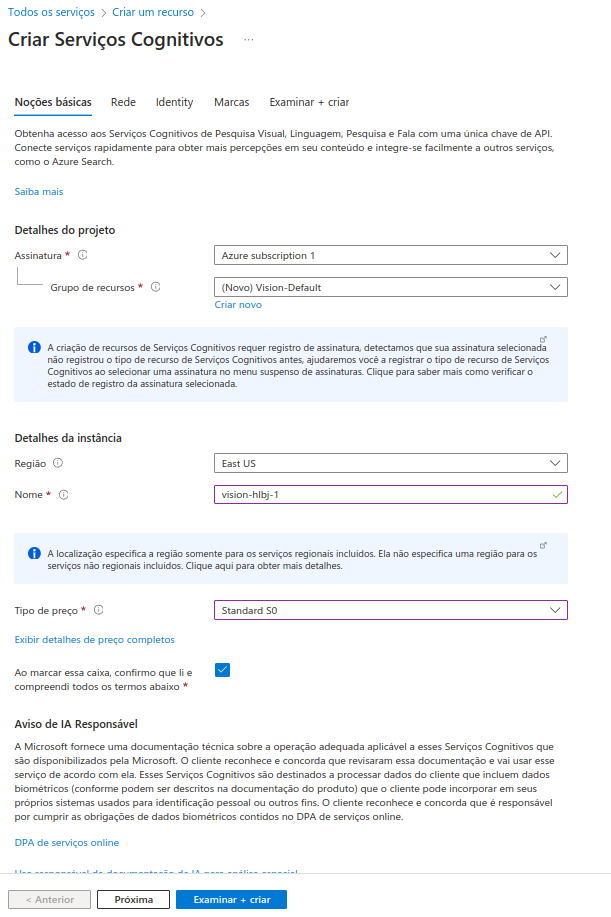 Todos os serviços > Criar um recurso >
Criar Serviços Cognitivos ...
Noções básicas Rede Identity Marcas Examinar + criar
Obtenha acesso aos Serviços Cognitivos de Pesquisa Visual, Linguagem, Pesquisa e Fala com uma única chave de API.
Conecte serviços rapidamente para obter mais percepções em seu conteúdo e integre-se facilmente a outros serviços,
como o Azure Search.
Saiba mais
Detalhes do projeto
Assinatura * Azure subscription 1
Grupo de recursos * (Novo) Vision-Default
Criar novo
A criação de recursos de Serviços Cognitivos requer registro de assinatura, detectamos que sua assinatura selecionada
não registrou o tipo de recurso de Serviços Cognitivos antes, ajudaremos você a registrar o tipo de recurso de Serviços
Cognitivos ao selecionar uma assinatura no menu suspenso de assinaturas. Clique para saber mais como verificar o
estado de registro da assinatura selecionada.
Detalhes da instância
Região East US
Nome * vision-hlbj-1
A localização especifica a região somente para os serviços regionais incluídos. Ela não especifica uma região para os
serviços não regionais incluídos. Clique aqui para obter mais detalhes.
Tipo de preço * Standard S0
Exibir detalhes de preço completos
Ao marcar essa caixa, confirmo que li e
compreendi todos os termos abaixo *
Aviso de IA Responsável
A Microsoft fornece uma documentação técnica sobre a operação adequada aplicável a esses Serviços Cognitivos que
são disponibilizados pela Microsoft. O cliente reconhece e concorda que revisaram essa documentação e vai usar esse
serviço de acordo com ela. Esses Serviços Cognitivos são destinados a processar dados do cliente que incluem dados
biométricos (conforme podem ser descritos na documentação do produto) que o cliente pode incorporar em seus
próprios sistemas usados para identificação pessoal ou outros fins. O cliente reconhece e concorda que é responsável
por cumprir as obrigações de dados biométricos contidos no DPA de serviços online.
DPA de serviços online
Uso responsável da documentação de IA para análise espacial
< Anterior Próxima Examinar + criar